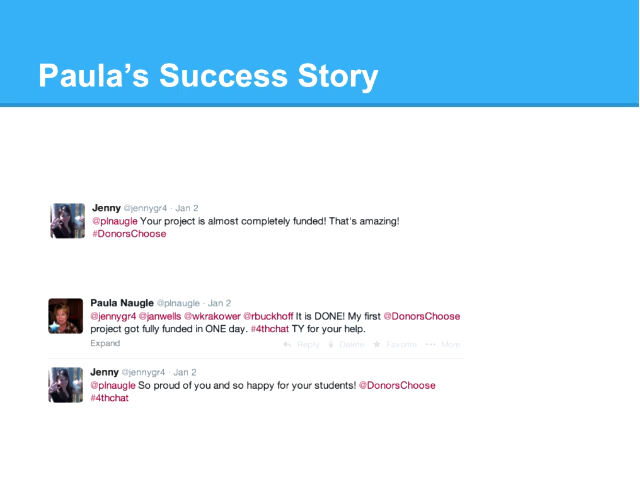 Paula’s Success Story
Jenny @jennygr4 · Jan 2
@plnaugle Your project is almost completely funded! That's amazing!
#DonorsChoose
Paula Naugle @plnaugle · Jan 2
@jennygr4 @janwells @wkrakower @rbuckhoff It is DONE! My first @DonorsChoose
project got fully funded in ONE day. #4thchat TY for your help.
Expand Reply Delete Favorite More
Jenny @jennygr4 · Jan 2
@plnaugle So proud of you and so happy for your students! @DonorsChoose
#4thchat